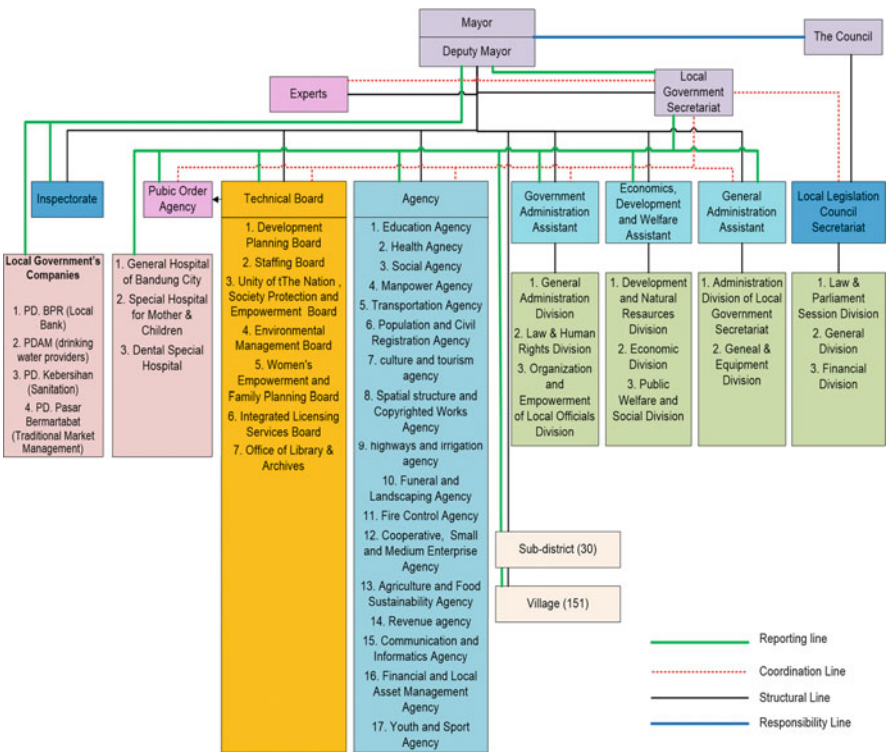 Mayor
Deputy Mayor
The Council
Experts
Local
Government
Secretariat
Inspectorate
Pubic Order
Agency
Technical Board
Agency
Government
Administration
Assistant
Economics,
Development
and Welfare
Assistant
General
Administration
Assistant
Local Legislation
Council
Secretariat
Local Government's
Companies
1. PD. BPR (Local
Bank)
2. PDAM (drinking
water providers)
3. PD. Kebersihan
(Sanitation)
4. PD. Pasar
Bermartabat
(Traditional Market
Management)
1. General Hospital
of Bandung City
2. Special Hospital
for Mother &
Children
3. Dental Special
Hospital
1. Development
Planning Board
2. Staffing Board
3. Unity of tThe Nation ,
Society Protection and
Empowerment Board
4. Environmental
Management Board
5. Women's
Empowerment and
Family Planning Board
6. Integrated Licensing
Services Board
7. Office of Library &
Archives
1. Education Agency
2. Health Agnecy
3. Social Agency
4. Manpower Agency
5. Transportation Agency
6. Population and Civil
Registration Agency
7. culture and tourism
agency
8. Spatial structure and
Copyrighted Works
Agency
9. highways and irrigation
agency
10. Funeral and
Landscaping Agency
11. Fire Control Agency
12. Cooperative, Small
and Medium Enterprise
Agency
13. Agriculture and Food
Sustainability Agency
14. Revenue agency
15. Communication and
Informatics Agency
16. Financial and Local
Asset Management
Agency
17. Youth and Sport
Agency
1. General
Administration
Division
2. Law & Human
Rights Division
3. Organization
and
Empowerment
of Local Officials
Division
1. Development
and Natural
Resaurces
Division
2. Economic
Division
3. Public
Welfare and
Social Division
1. Administration
Division of Local
Government
Secretariat
2. Geneal &
Equipment
Division
1. Law &
Parliament
Session Division
2. General
Division
3. Financial
Division
Sub-district (30)
Village (151)
Reporting line
Coordination Line
Structural Line
Responsibility Line